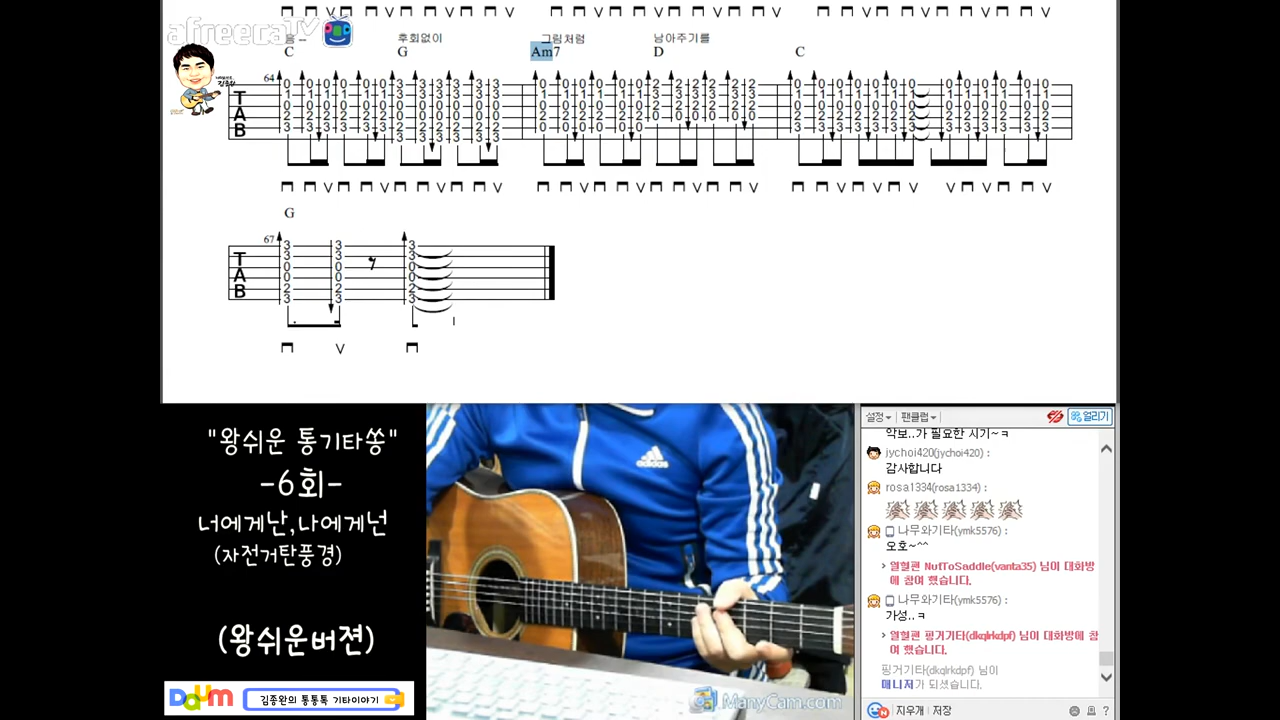 afreecaTV
음 --
후회없이
그림처럼
남아주기를
C
G
Am7
D
C
64
TAB
G
67
TAB
"왕쉬운 통기타쏭"
-6회-
너에게난,나에게넌
(자전거탄풍경)
(왕쉬운버젼)
Daum
김종완의 통통톡 기타이야기
adidas
ManyCam.com
설정
팬클럽
얼리기
악보..가 필요한 시기~ㅋ
jychoi420(jychoi420) :
감사합니다
rosa1334(rosa1334) :
나무와기타(ymk5576) :
오호~^^
› 열혈팬 NutToSaddle(vanta35) 님이 대화방
에 참여 했습니다.
나무와기타(ymk5576) :
가성..ㅋ
› 열혈팬 핑거기타(dkqlrkdpf) 님이 대화방에 참
여 했습니다.
핑거기타(dkqlrkdpf) 님이
매니저가 되셨습니다.
지우개
저장